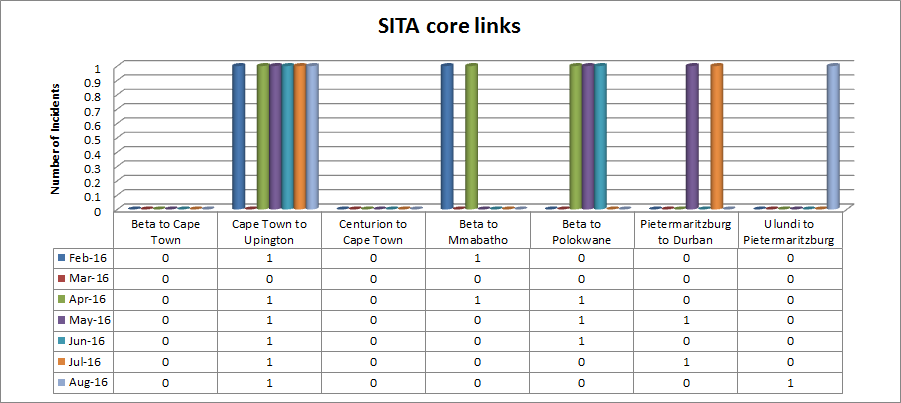 SITA core links
Number of Incidents
1
0.9
0.8
0.7
0.6
0.5
0.4
0.3
0.2
0.1
0
Beta to Cape Town Cape Town to Upington Centurion to Cape Town Beta to Mmabatho Beta to Polokwane Pietermaritzburg to Durban Ulundi to Pietermaritzburg
Feb-16 0 1 0 1 0 0 0
Mar-16 0 0 0 0 0 0 0
Apr-16 0 1 0 1 1 0 0
May-16 0 1 0 0 1 1 0
Jun-16 0 1 0 0 1 0 0
Jul-16 0 1 0 0 0 1 0
Aug-16 0 1 0 0 0 0 1